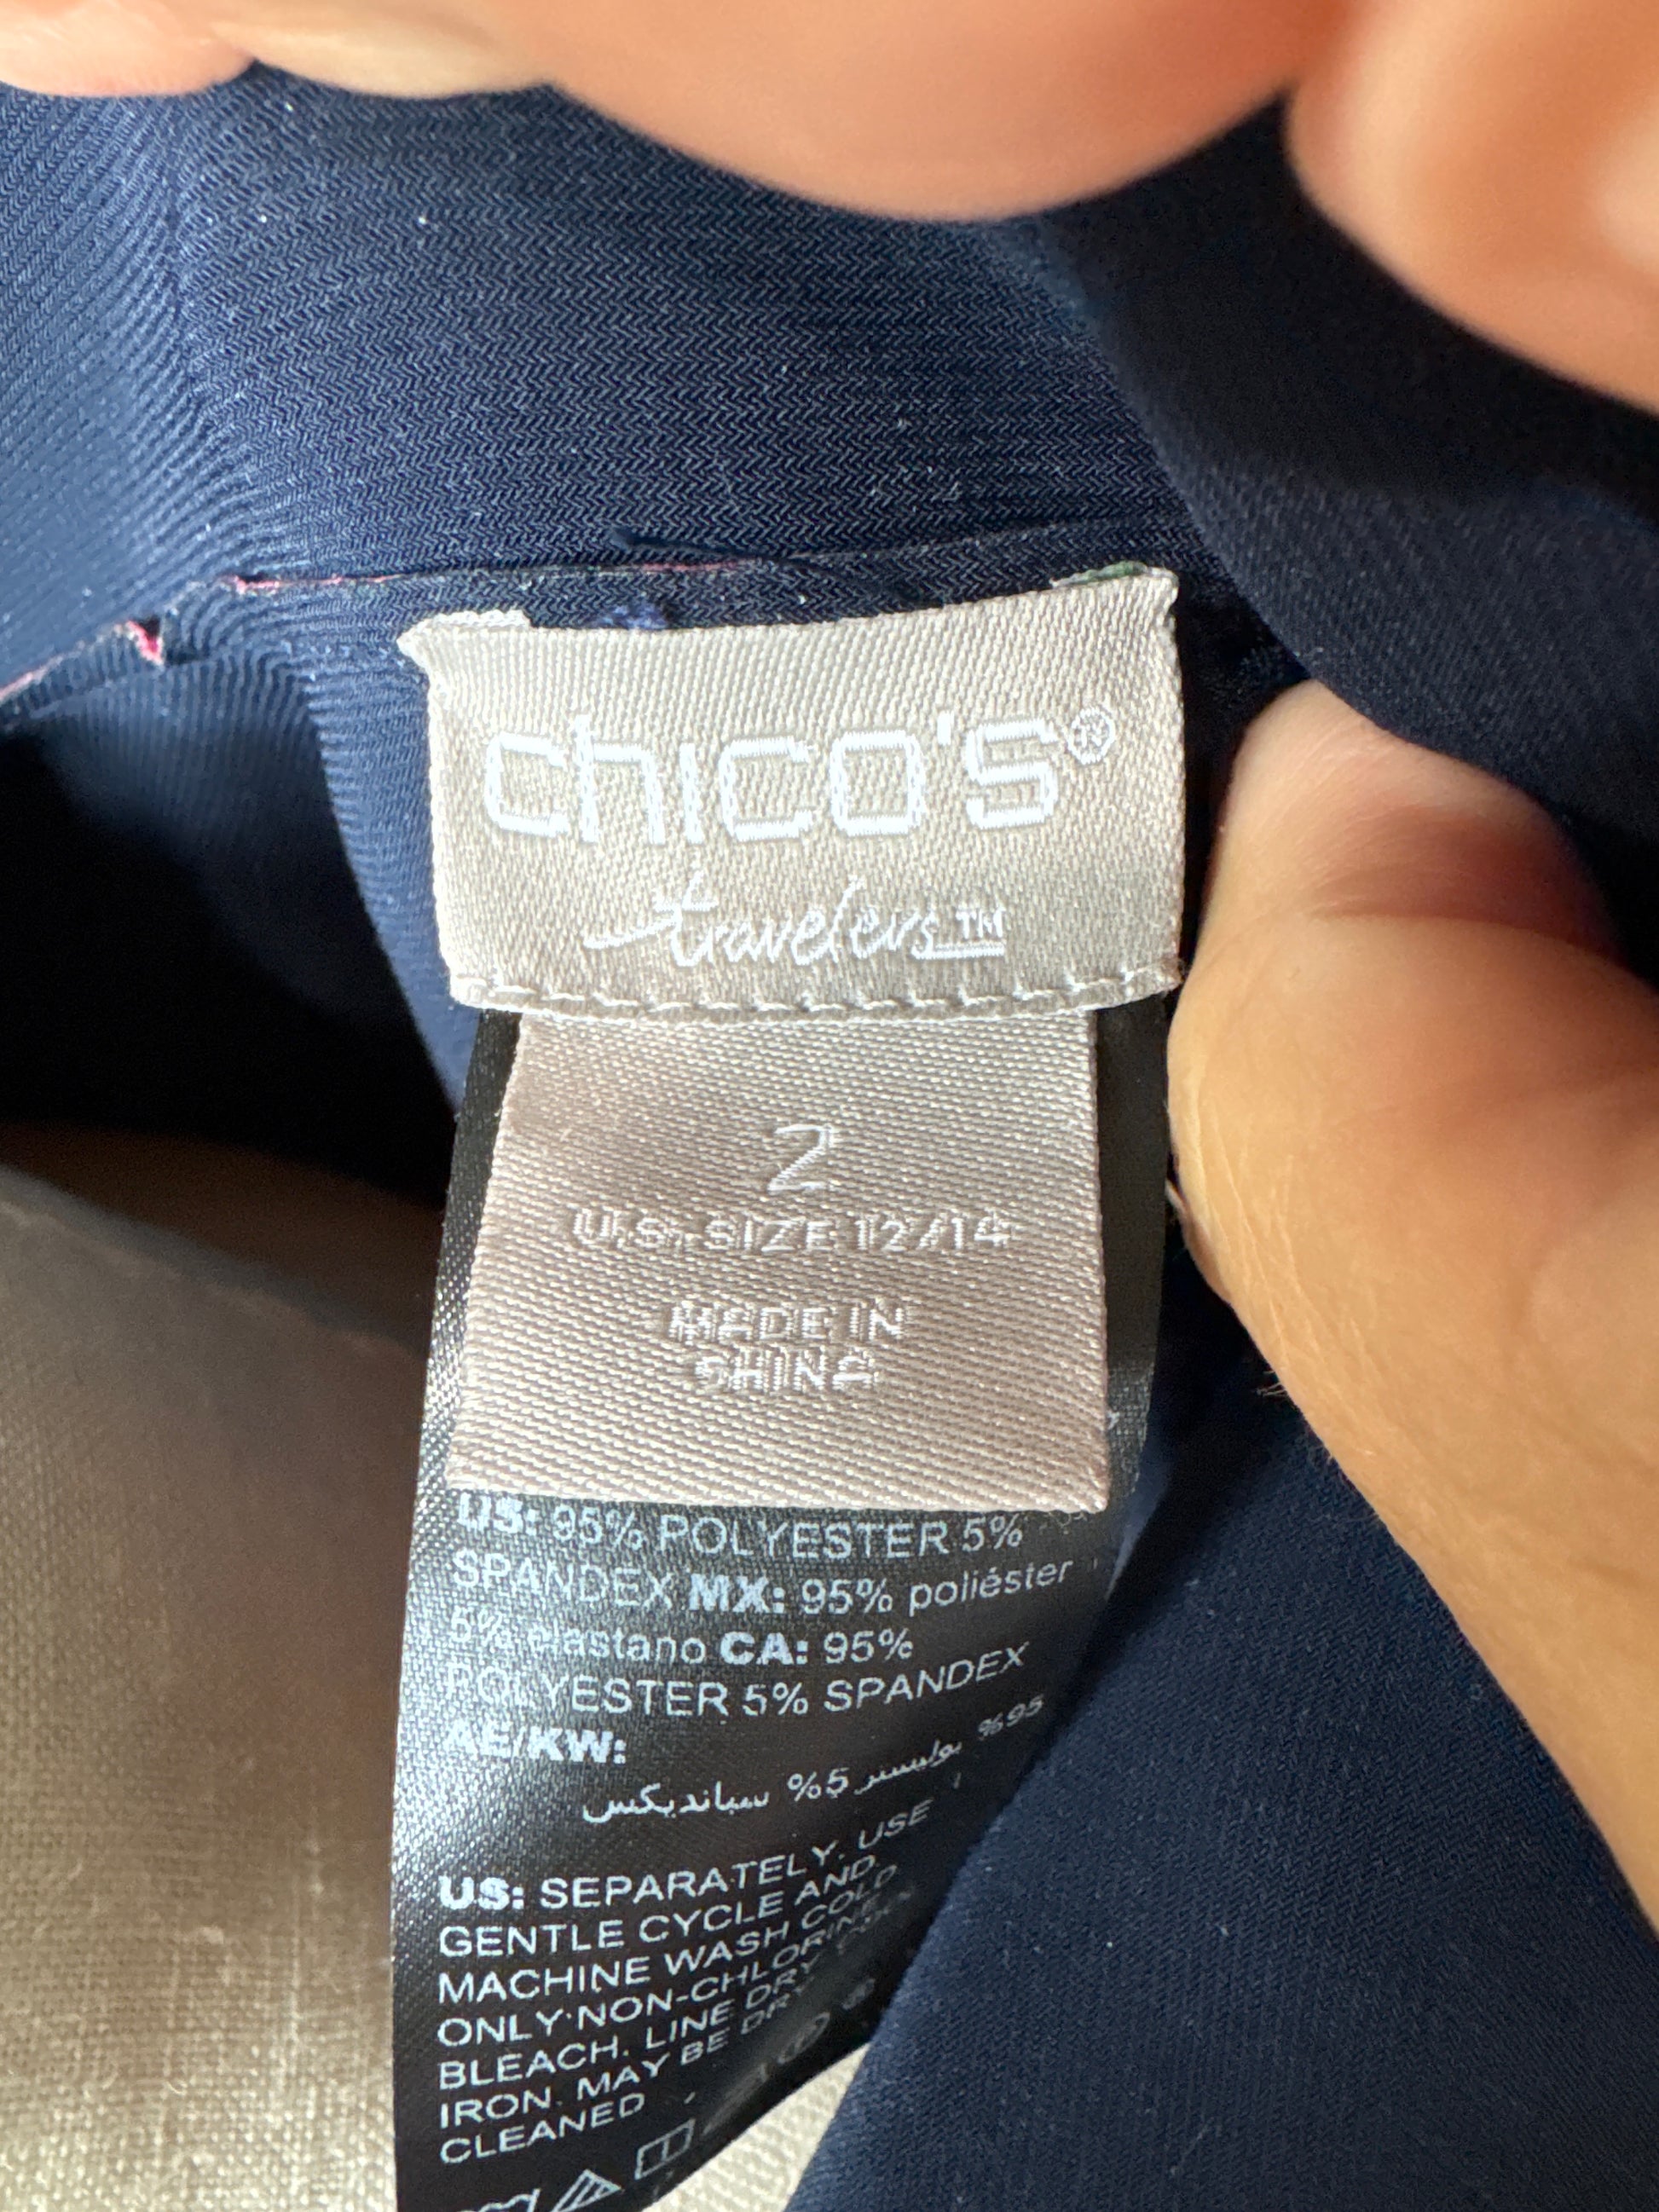 chico's®
travelers™
2
U.S. SIZE 12/14
MADE IN
CHINA
US: 95% POLYESTER 5%
SPANDEX MX: 95% poliéster
5% elastano CA: 95%
POLYESTER 5% SPANDEX
AE/KW:
95% بوليستر 5% سبانديكس
US: SEPARATELY. USE
GENTLE CYCLE AND
MACHINE WASH COLD
ONLY NON-CHLORINE
BLEACH. LINE DRY
IRON. MAY BE DRY
CLEANED